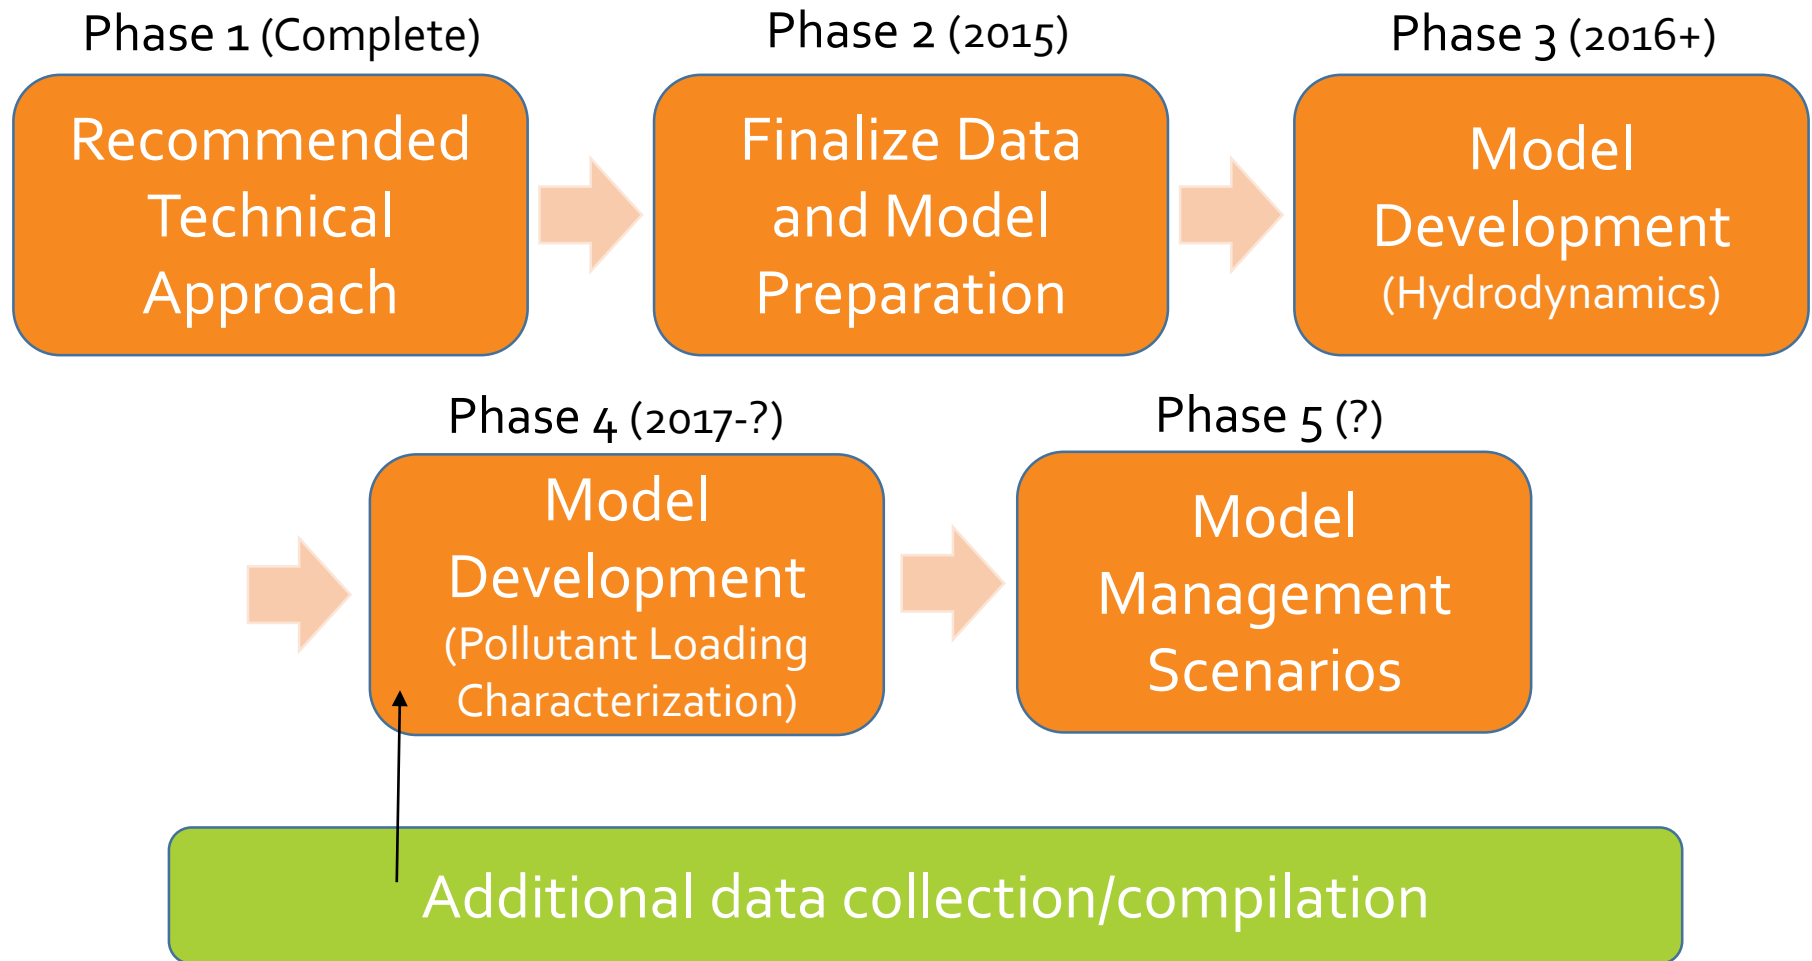 Phase 1 (Complete)
Phase 2 (2015)
Phase 3 (2016+)
Recommended
Technical
Approach
Finalize Data
and Model
Preparation
Model
Development
(Hydrodynamics)
Phase 4 (2017-?)
Phase 5 (?)
Model
Development
(Pollutant Loading
Characterization)
Model
Management
Scenarios
Additional data collection/compilation